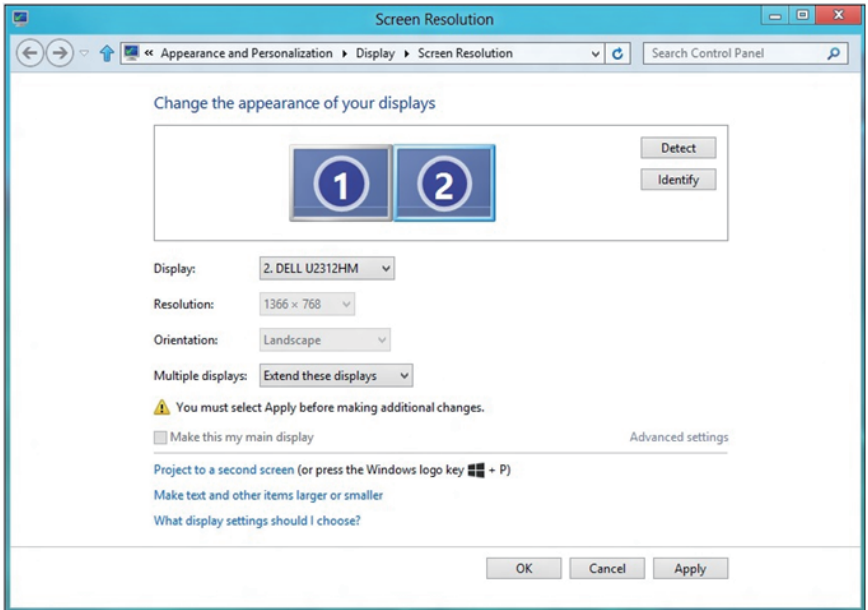 Screen Resolution
« Appearance and Personalization Display Screen Resolution Search Control Panel
Change the appearance of your displays
1 2
Detect
Identify
Display: 2. DELL U2312HM
Resolution: 1366 × 768
Orientation: Landscape
Multiple displays: Extend these displays
You must select Apply before making additional changes.
Make this my main display Advanced settings
Project to a second screen (or press the Windows logo key + P)
Make text and other items larger or smaller
What display settings should I choose?
OK Cancel Apply